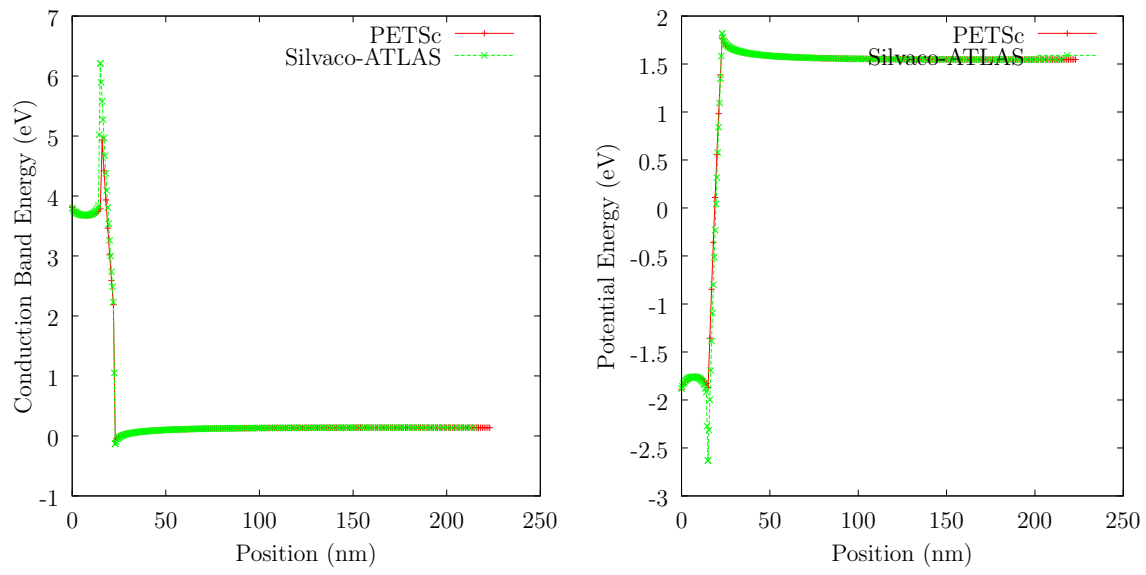 7
6
5
4
3
2
1
0
-1
Conduction Band Energy (eV)
PETSc
Silvaco-ATLAS
0 50 100 150 200 250
Position (nm)
2
1.5
1
0.5
0
-0.5
-1
-1.5
-2
-2.5
-3
Potential Energy (eV)
PETSc
Silvaco-ATLAS
0 50 100 150 200 250
Position (nm)